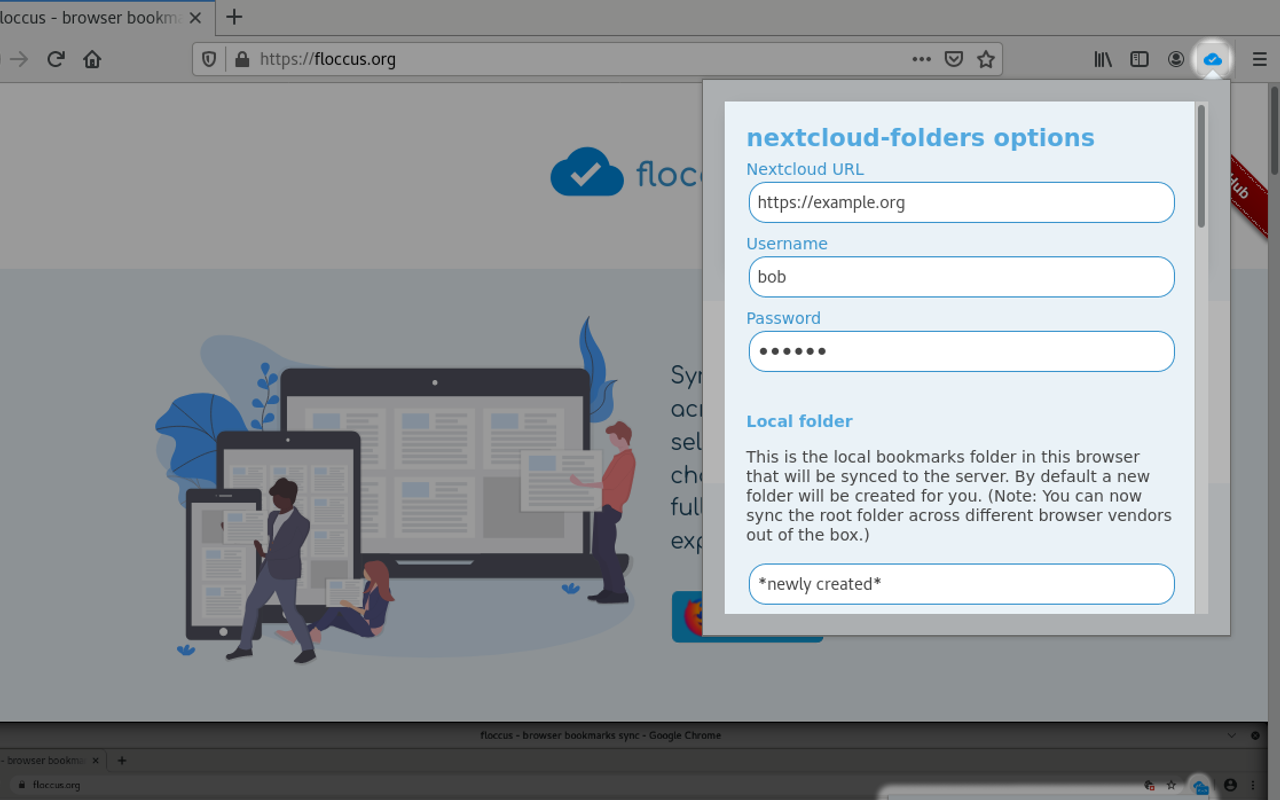 floccus - browser bookma
https://floccus.org
floc
nextcloud-folders options
Nextcloud URL
https://example.org
Username
bob
Password
Local folder
This is the local bookmarks folder in this browser
that will be synced to the server. By default a new
folder will be created for you. (Note: You can now
sync the root folder across different browser vendors
out of the box.)
*newly created*
Hub
Syn
acr
sel
cho
full
exp
floccus - browser bookmarks sync - Google Chrome
- browser bookma
floccus.org